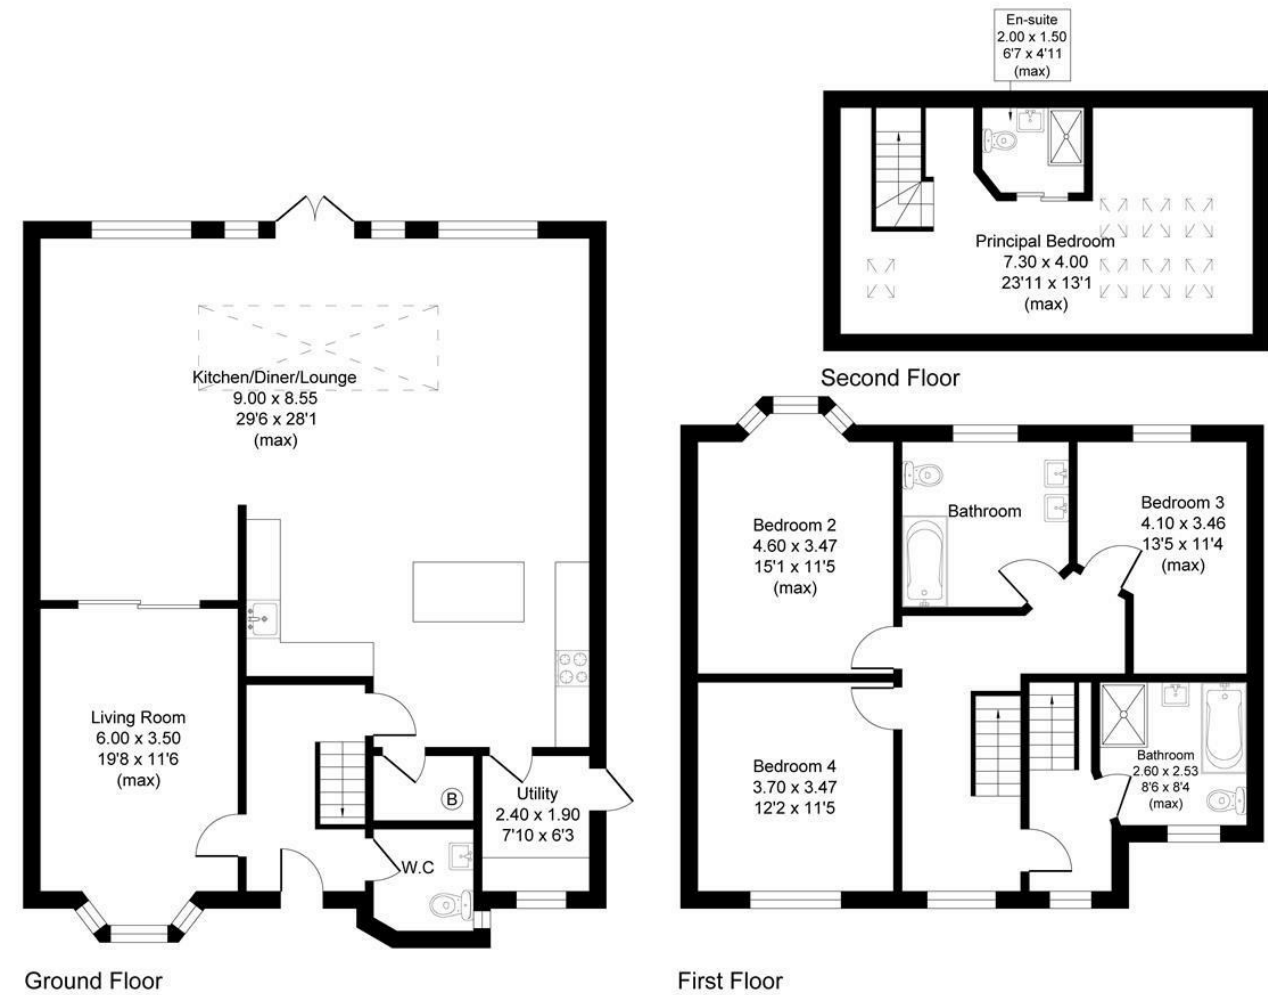 En-suite
2.00 x 1.50
6'7 x 4'11
(max)
Principal Bedroom
7.30 x 4.00
23'11 x 13'1
(max)
Second Floor
Kitchen/Diner/Lounge
9.00 x 8.55
29'6 x 28'1
(max)
Living Room
6.00 x 3.50
19'8 x 11'6
(max)
B
Utility
2.40 x 1.90
7'10 x 6'3
W.C
Ground Floor
Bedroom 2
4.60 x 3.47
15'1 x 11'5
(max)
Bathroom
Bedroom 3
4.10 x 3.46
13'5 x 11'4
(max)
Bedroom 4
3.70 x 3.47
12'2 x 11'5
Bathroom
2.60 x 2.53
8'6 x 8'4
(max)
First Floor